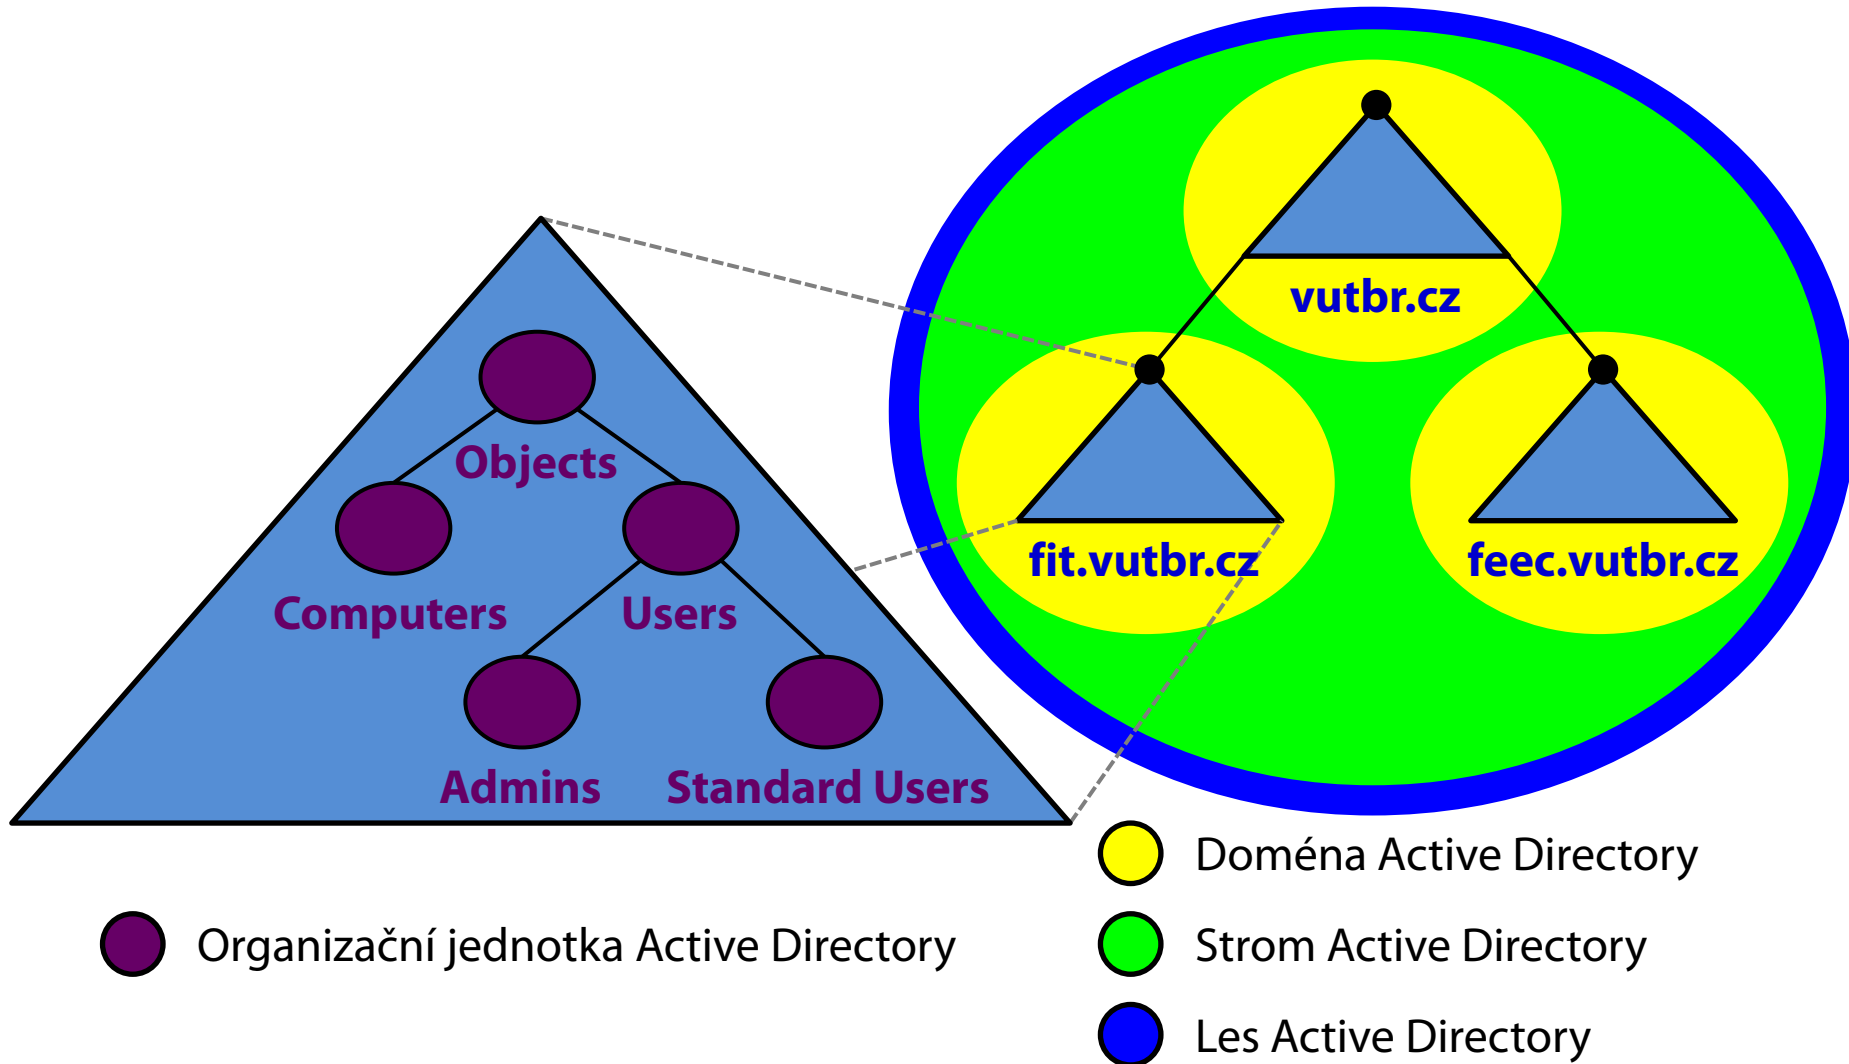 vutbr.cz
Objects
fit.vutbr.cz
feec.vutbr.cz
Computers
Users
Admins
Standard Users
Doména Active Directory
Organizační jednotka Active Directory
Strom Active Directory
Les Active Directory